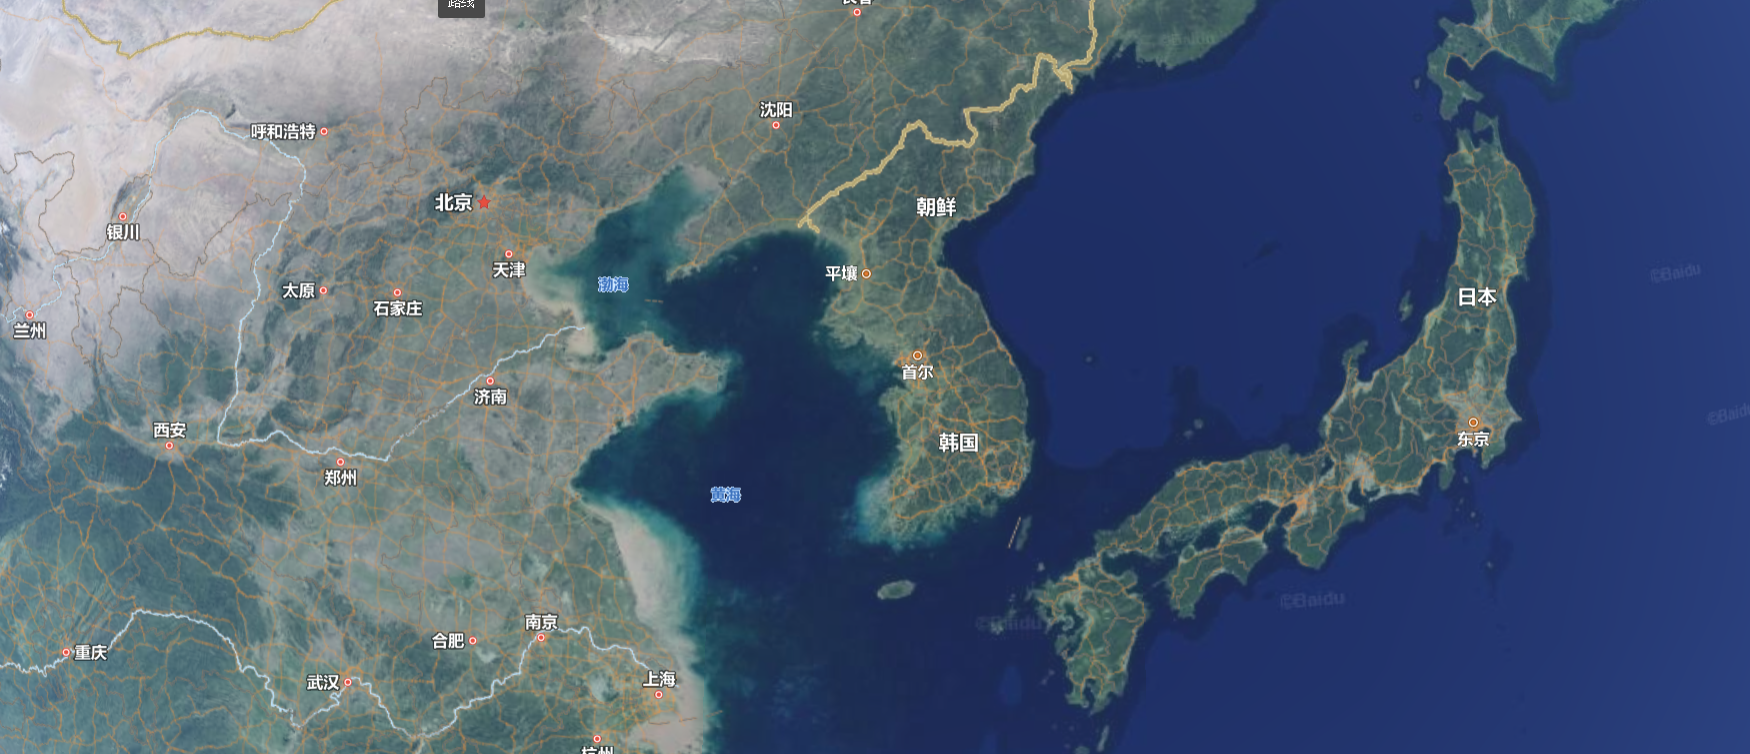 路线
长春
©Baidu
沈阳
呼和浩特
北京
朝鲜
银川
天津
平壤
©Baidu
渤海
太原
石家庄
日本
兰州
首尔
济南
©Baidu
西安
韩国
东京
郑州
黄海
©Baidu
南京
©Baidu
合肥
重庆
武汉
上海
杭州